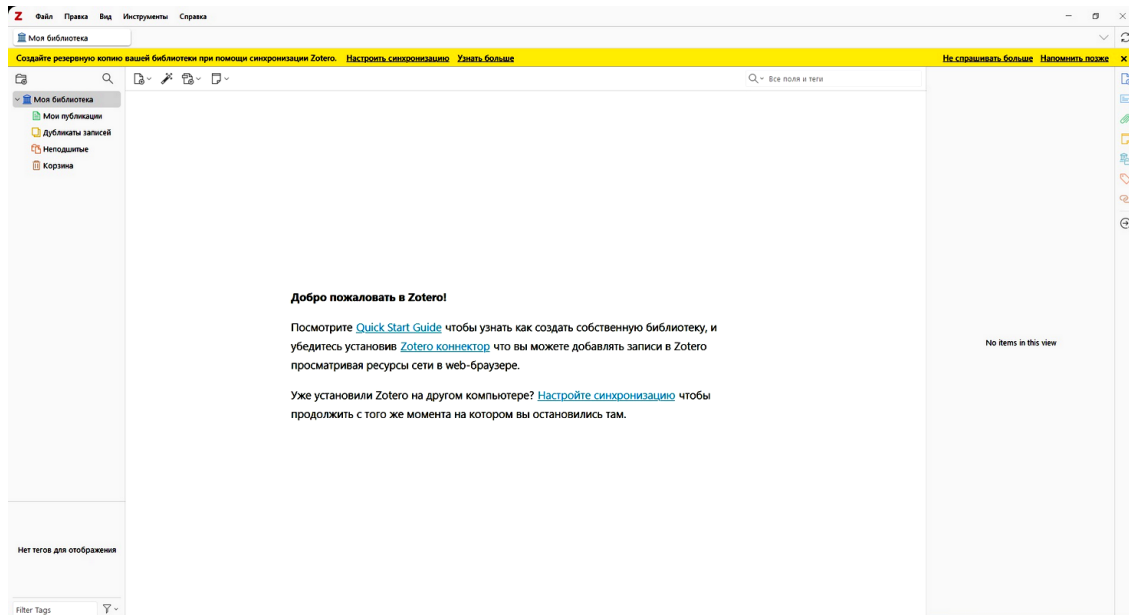 Z Файл Правка Вид Инструменты Справка
Моя библиотека
Создайте резервную копию вашей библиотеки при помощи синхронизации Zotero. Настроить синхронизацию Узнать больше Не спрашивать больше Напомнить позже
Все поля и теги
Моя библиотека
Мои публикации
Дубликаты записей
Неподшитые
Корзина
Добро пожаловать в Zotero!
Посмотрите Quick Start Guide чтобы узнать как создать собственную библиотеку, и
убедитесь установив Zotero коннектор что вы можете добавлять записи в Zotero
просматривая ресурсы сети в web-браузере.
Уже установили Zotero на другом компьютере? Настройте синхронизацию чтобы
продолжить с того же момента на котором вы остановились там.
No items in this view
Нет тегов для отображения
Filter Tags